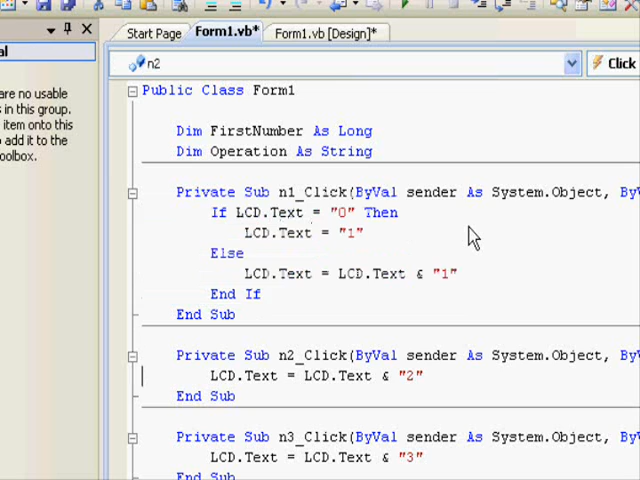 Start Page
Form1.vb*
Form1.vb [Design]*
al
n2
Click
are no usable
s in this group.
item onto this
o add it to the
oolbox.
Public Class Form1
Dim FirstNumber As Long
Dim Operation As String
Private Sub n1_Click(ByVal sender As System.Object, ByV
If LCD.Text = "0" Then
LCD.Text = "1"
Else
LCD.Text = LCD.Text & "1"
End If
End Sub
Private Sub n2_Click(ByVal sender As System.Object, ByV
LCD.Text = LCD.Text & "2"
End Sub
Private Sub n3_Click(ByVal sender As System.Object, ByV
LCD.Text = LCD.Text & "3"
End Sub